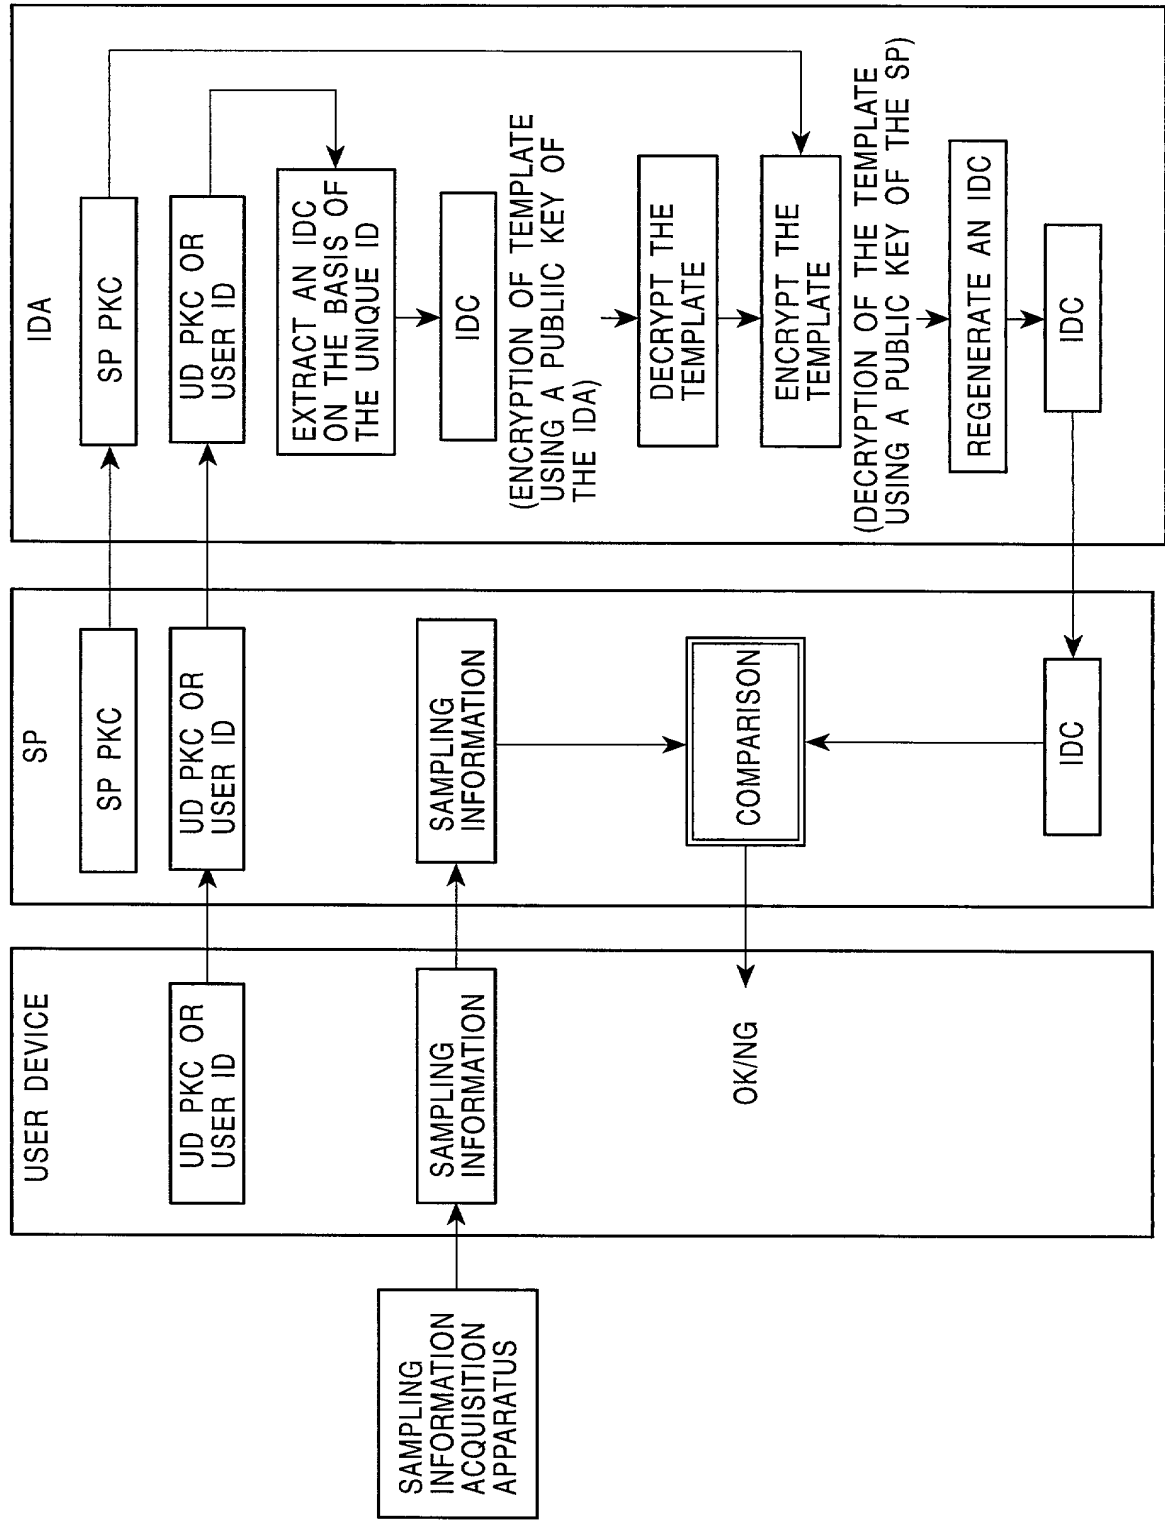 SAMPLING
INFORMATION
ACQUISITION
APPARATUS
USER DEVICE
UD PKC OR
USER ID
SAMPLING
INFORMATION
OK/NG
SP
SP PKC
UD PKC OR
USER ID
SAMPLING
INFORMATION
COMPARISON
IDC
IDA
SP PKC
UD PKC OR
USER ID
EXTRACT AN IDC
ON THE BASIS OF
THE UNIQUE ID
IDC
(ENCRYPTION OF TEMPLATE
USING A PUBLIIC KEY OF
THE IDA)
DECRYPT THE
TEMPLATE
ENCRYPT THE
TEMPLATE
(DECRYPTION OF THE TEMPLATE
USING A PUBLIC KEY OF THE SP)
REGENERATE AN IDC
IDC